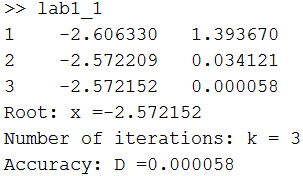 >> lab1_1
1 -2.606330 1.393670
2 -2.572209 0.034121
3 -2.572152 0.000058
Root: x =-2.572152
Number of iterations: k = 3
Accuracy: D =0.000058